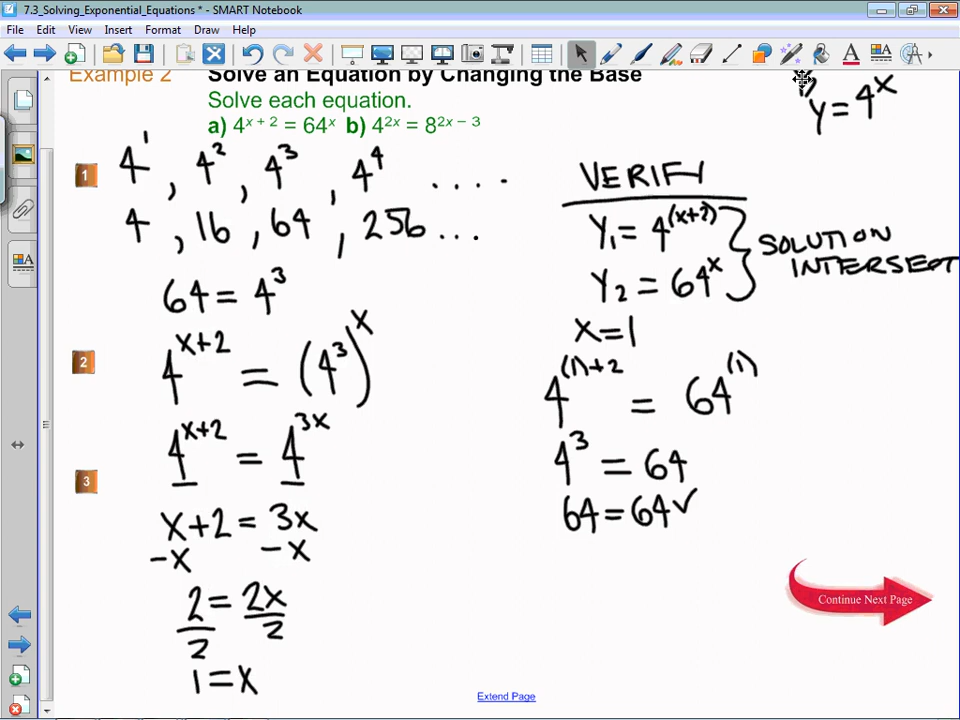 7.3_Solving_Exponential_Equations * - SMART Notebook
File Edit View Insert Format Draw Help
Example 2 Solve an Equation by Changing the Base
Solve each equation.
a) 4^(x + 2) = 64^x b) 4^(2x) = 8^(2x − 3)
y = 4^x
1
4^1, 4^2, 4^3, 4^4 ....
4, 16, 64, 256 ...
64 = 4^3
2
4^(x+2) = (4^3)^x
4^(x+2) = 4^(3x)
3
x+2 = 3x
-x -x
2 = 2x
2 2
1 = x
VERIFY
Y₁ = 4^(x+2)
Y₂ = 64^x
SOLUTION
INTERSECT
x = 1
4^((1)+2) = 64^(1)
4^3 = 64
64 = 64 ✓
Continue Next Page
Extend Page